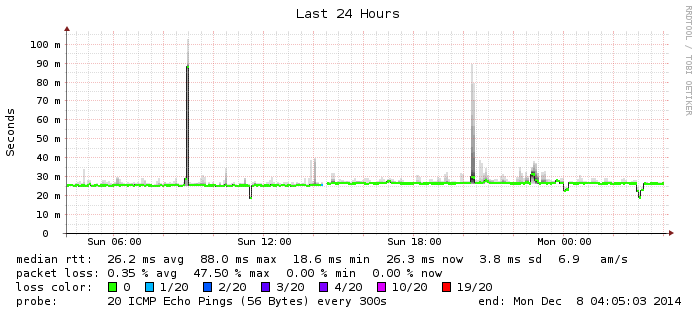 Last 24 Hours
RRDTOOL / TOBI OETIKER
Seconds
100 m
90 m
80 m
70 m
60 m
50 m
40 m
30 m
20 m
10 m
0
Sun 06:00 Sun 12:00 Sun 18:00 Mon 00:00
median rtt: 26.2 ms avg 88.0 ms max 18.6 ms min 26.3 ms now 3.8 ms sd 6.9 am/s
packet loss: 0.35 % avg 47.50 % max 0.00 % min 0.00 % now
loss color: 0 1/20 2/20 3/20 4/20 10/20 19/20
probe: 20 ICMP Echo Pings (56 Bytes) every 300s end: Mon Dec 8 04:05:03 2014